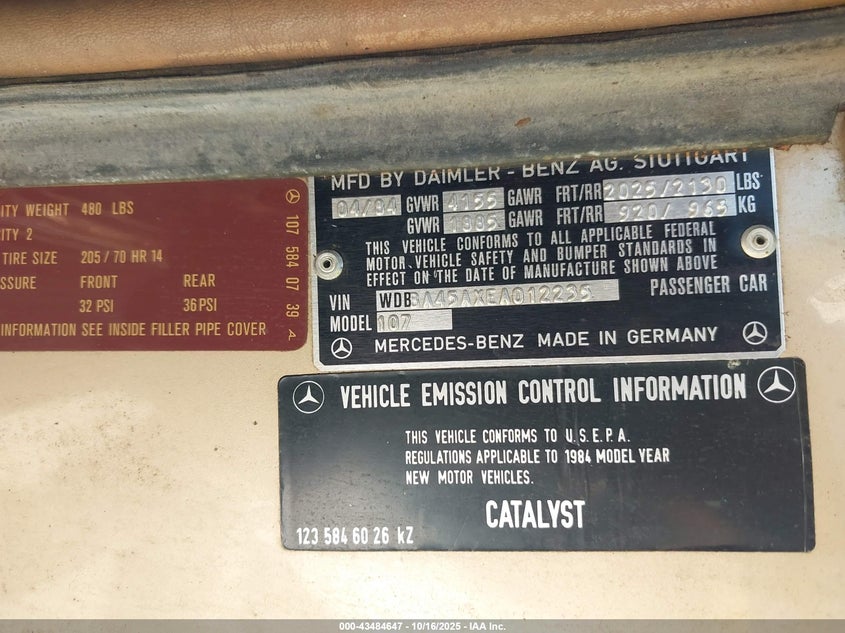 ITY WEIGHT 480 LBS
ITY 2
TIRE SIZE 205 / 70 HR 14
SSURE FRONT REAR
32 PSI 36 PSI
INFORMATION SEE INSIDE FILLER PIPE COVER
107 584 07 39 A
MFD BY DAIMLER - BENZ AG. STUTTGART
04/84 GVWR 4155 GAWR FRT/RR 2025/2130 LBS
GVWR 1885 GAWR FRT/RR 920/ 965 KG
THIS VEHICLE CONFORMS TO ALL APPLICABLE FEDERAL
MOTOR VEHICLE SAFETY AND BUMPER STANDARDS IN
EFFECT ON THE DATE OF MANUFACTURE SHOWN ABOVE
VIN WDBBA45AXEA012235 PASSENGER CAR
MODEL 107
MERCEDES-BENZ MADE IN GERMANY
VEHICLE EMISSION CONTROL INFORMATION
THIS VEHICLE CONFORMS TO U.S.E.P.A.
REGULATIONS APPLICABLE TO 1984 MODEL YEAR
NEW MOTOR VEHICLES.
CATALYST
123 584 60 26 kZ
000-43484647 - 10/16/2025 - IAA Inc.